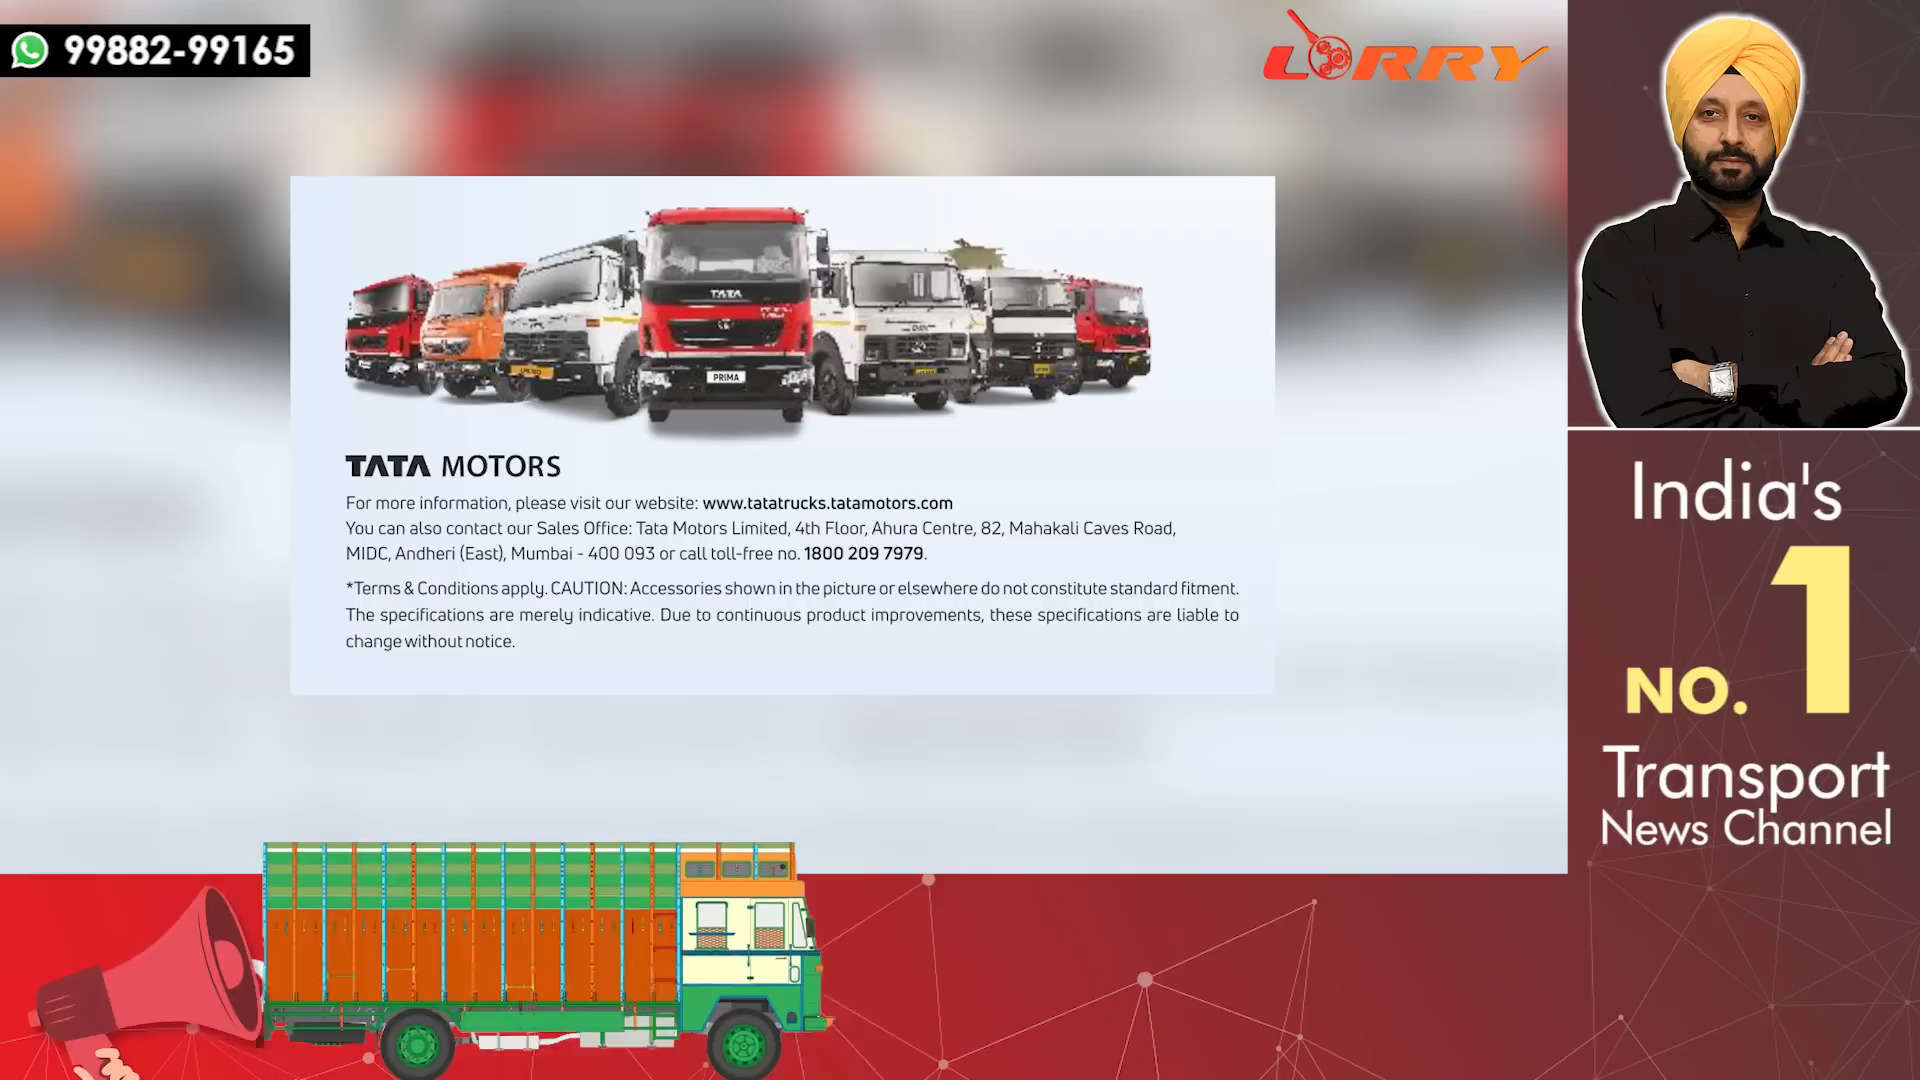 99882-99165
LORRY
TATA
PRIMA
TATA MOTORS
For more information, please visit our website: www.tatatrucks.tatamotors.com
You can also contact our Sales Office: Tata Motors Limited, 4th Floor, Ahura Centre, 82, Mahakali Caves Road,
MIDC, Andheri (East), Mumbai - 400 093 or call toll-free no. 1800 209 7979.
*Terms & Conditions apply. CAUTION: Accessories shown in the picture or elsewhere do not constitute standard fitment.
The specifications are merely indicative. Due to continuous product improvements, these specifications are liable to
change without notice.
India's
NO. 1
Transport
News Channel